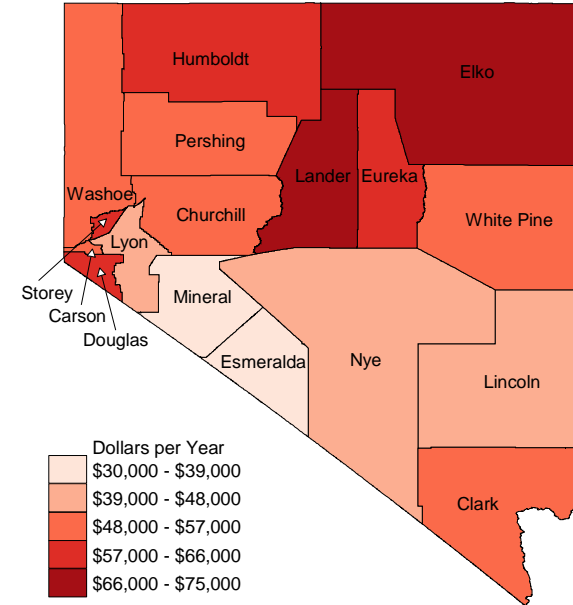 Humboldt
Elko
Pershing
Lander
Eureka
Washoe
Churchill
White Pine
Lyon
Storey
Carson
Douglas
Mineral
Esmeralda
Nye
Lincoln
Clark
Dollars per Year
$30,000 - $39,000
$39,000 - $48,000
$48,000 - $57,000
$57,000 - $66,000
$66,000 - $75,000